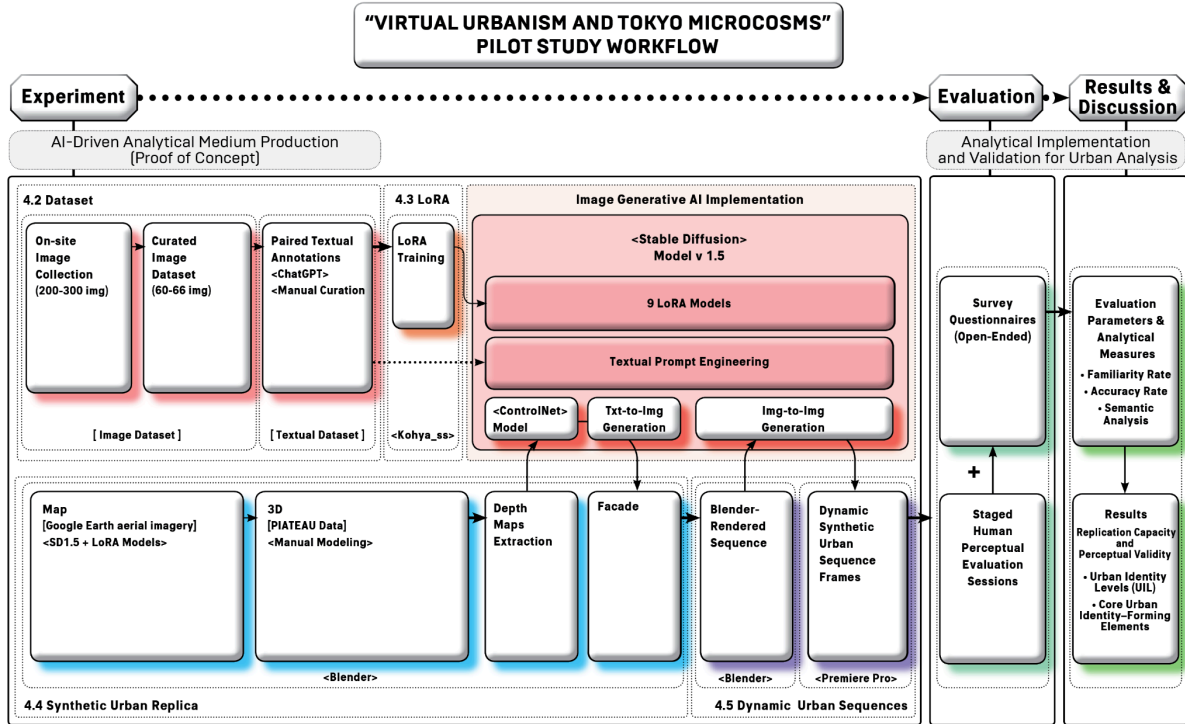 “VIRTUAL URBANISM AND TOKYO MICROCOSMS”
PILOT STUDY WORKFLOW
Experiment
Evaluation
Results &
Discussion
AI-Driven Analytical Medium Production
(Proof of Concept)
Analytical Implementation
and Validation for Urban Analysis
4.2 Dataset
On-site
Image
Collection
(200-300 img)
Curated
Image
Dataset
(60-66 img)
[ Image Dataset ]
Paired Textual
Annotations
<ChatGPT>
<Manual Curation
[ Textual Dataset ]
4.3 LoRA
LoRA
Training
<Kohya_ss>
Image Generative AI Implementation
<Stable Diffusion>
Model v 1.5
9 LoRA Models
Textual Prompt Engineering
<ControlNet>
Model
Txt-to-Img
Generation
Img-to-Img
Generation
Map
[Google Earth aerial imagery]
<SD1.5 + LoRA Models>
3D
[PlATEAU Data]
<Manual Modeling>
Depth
Maps
Extraction
Facade
<Blender>
4.4 Synthetic Urban Replica
Blender-
Rendered
Sequence
<Blender>
Dynamic
Synthetic
Urban
Sequence
Frames
<Premiere Pro>
4.5 Dynamic Urban Sequences
Survey
Questionnaires
(Open-Ended)
+
Staged
Human
Perceptual
Evaluation
Sessions
Evaluation
Parameters &
Analytical
Measures
• Familiarity Rate
• Accuracy Rate
• Semantic
Analysis
Results
Replication Capacity
and
Perceptual Validity
• Urban Identity
Levels (UIL)
• Core Urban
Identity–Forming
Elements